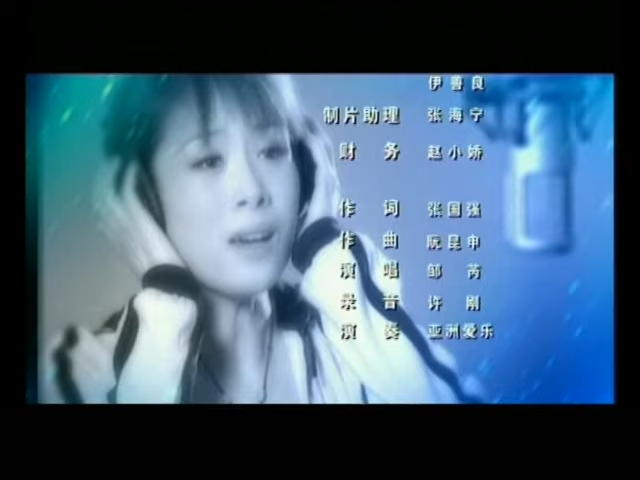 伊善良
制片助理 张海宁
财务 赵小娇
作词 张国强
作曲 阮昆申
演唱 邹芮
录音 许刚
演奏 亚洲爱乐